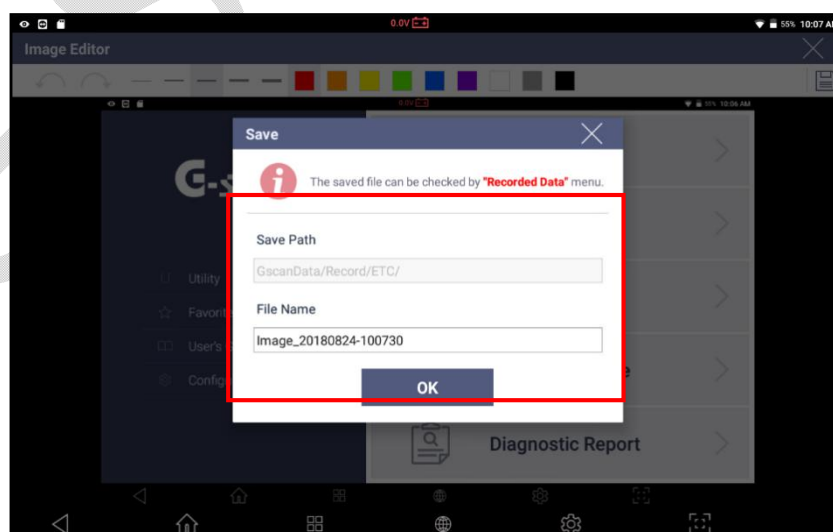 0.0V
55% 10:07 AM
Image Editor
0.0V
55% 10:06 AM
Save
The saved file can be checked by "Recorded Data" menu.
Save Path
GscanData/Record/ETC/
Utility
Favorit
File Name
User's
Image_20180824-100730
Config
OK
Diagnostic Report